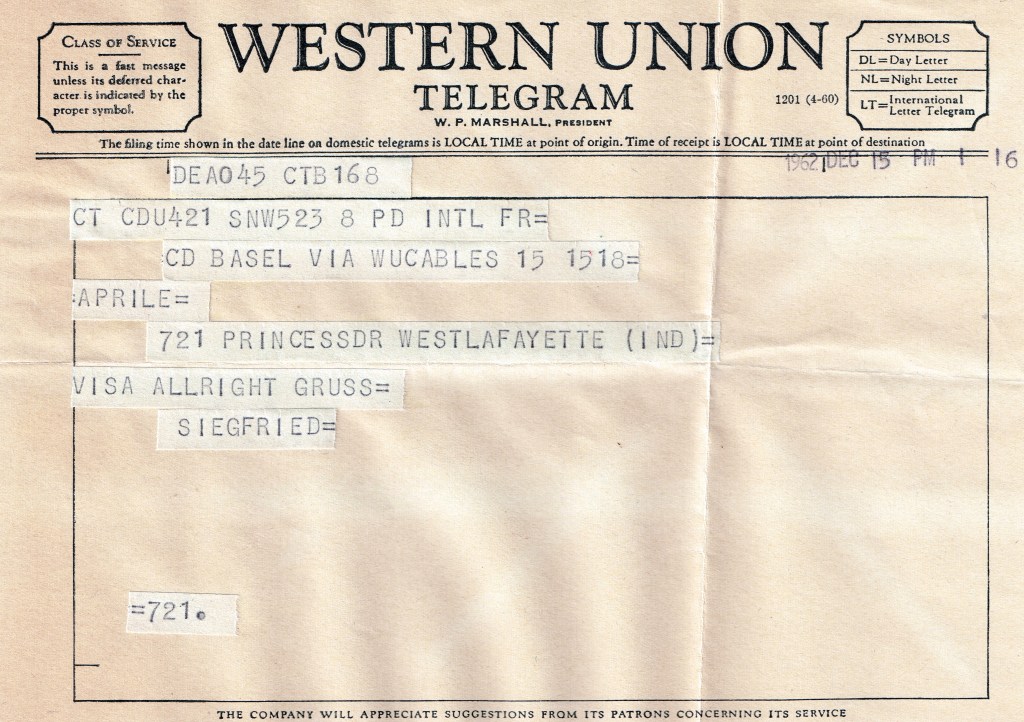 CLASS OF SERVICE
This is a fast message
unless its deferred char-
acter is indicated by the
proper symbol.
WESTERN UNION
TELEGRAM
W. P. MARSHALL, PRESIDENT
1201 (4-60)
SYMBOLS
DL=Day Letter
NL=Night Letter
LT=International
Letter Telegram
The filing time shown in the date line on domestic telegrams is LOCAL TIME at point of origin. Time of receipt is LOCAL TIME at point of destination
1962 DEC 15 PM 1 16
DEA045 CTB168
CT CDU421 SNW523 8 PD INTL FR=
CD BASEL VIA WUCABLES 15 1518=
:APRILE=
721 PRINCESSDR WESTLAFAYETTE (IND)=
VISA ALLRIGHT GRUSS=
SIEGFRIED=
=721.
THE COMPANY WILL APPRECIATE SUGGESTIONS FROM ITS PATRONS CONCERNING ITS SERVICE